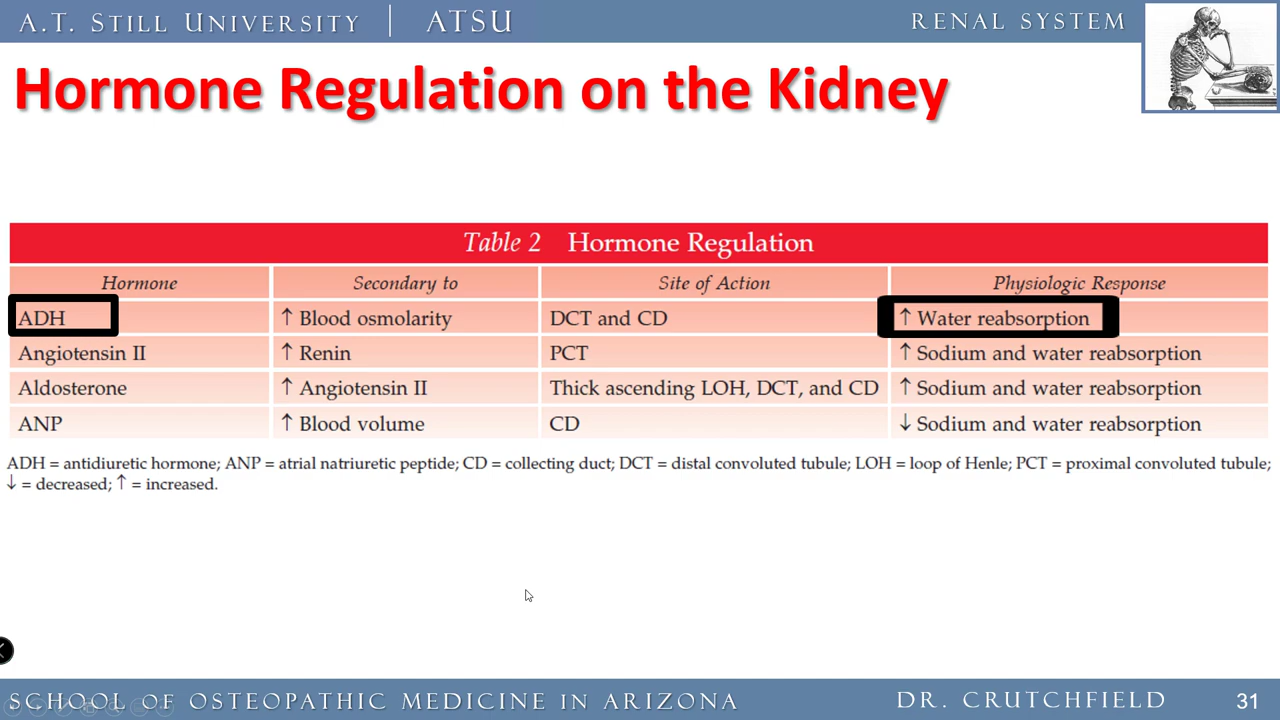 A.T. STILL UNIVERSITY | ATSU RENAL SYSTEM
Hormone Regulation on the Kidney
Table 2 Hormone Regulation
Hormone Secondary to Site of Action Physiologic Response
ADH ↑ Blood osmolarity DCT and CD ↑ Water reabsorption
Angiotensin II ↑ Renin PCT ↑ Sodium and water reabsorption
Aldosterone ↑ Angiotensin II Thick ascending LOH, DCT, and CD ↑ Sodium and water reabsorption
ANP ↑ Blood volume CD ↓ Sodium and water reabsorption
ADH = antidiuretic hormone; ANP = atrial natriuretic peptide; CD = collecting duct; DCT = distal convoluted tubule; LOH = loop of Henle; PCT = proximal convoluted tubule;
↓ = decreased; ↑ = increased.
SCHOOL OF OSTEOPATHIC MEDICINE IN ARIZONA DR. CRUTCHFIELD 31